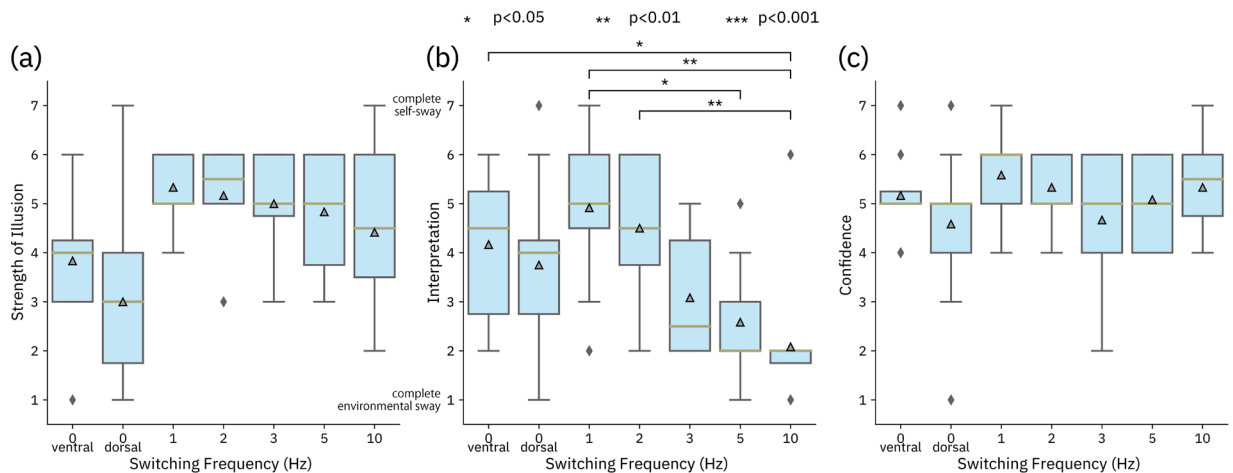 * p<0.05 ** p<0.01 *** p<0.001
(a)
7
6
5
4
3
2
1
Strength of Illusion
0 0 1 2 3 5 10
ventral dorsal
Switching Frequency (Hz)
(b)
*
**
*
**
complete
self-sway
7
6
5
4
3
2
1
complete
environmental sway
Interpretation
0 0 1 2 3 5 10
ventral dorsal
Switching Frequency (Hz)
(c)
7
6
5
4
3
2
1
Confidence
0 0 1 2 3 5 10
ventral dorsal
Switching Frequency (Hz)